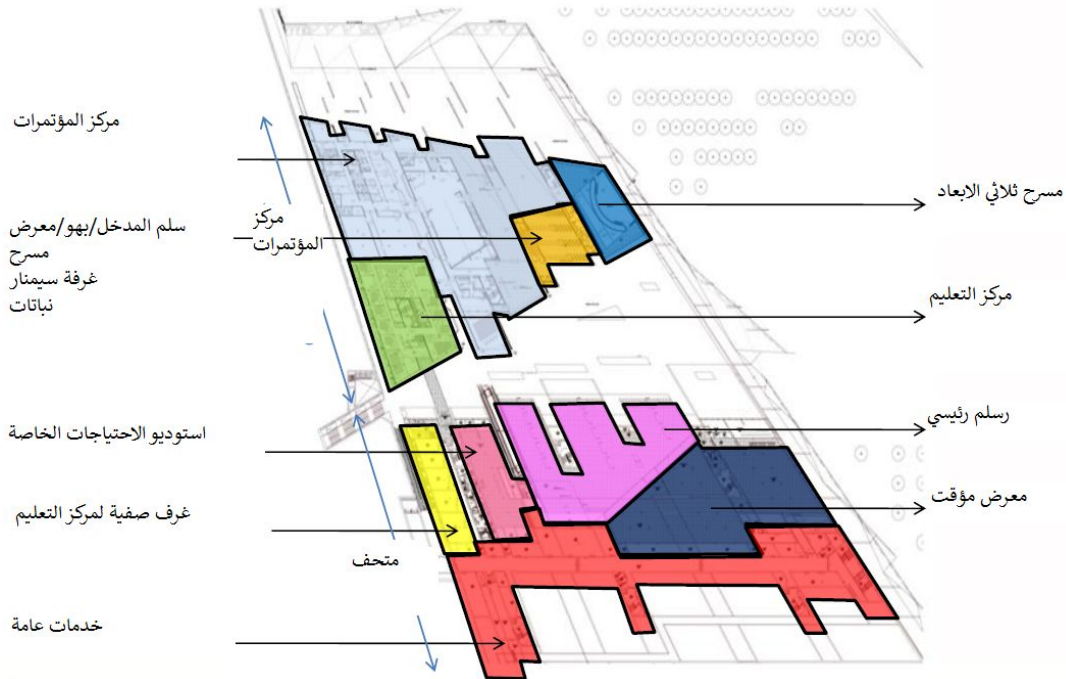 مركز المؤتمرات
مسرح ثلاثي الابعاد
سلم المدخل/بهو/معرض
مسرح
غرفة سيمنار
نباتات
مركز
المؤتمرات
مركز التعليم
استوديو الاحتياجات الخاصة
رسلم رئيسي
غرف صفية لمركز التعليم
معرض مؤقت
متحف
خدمات عامة